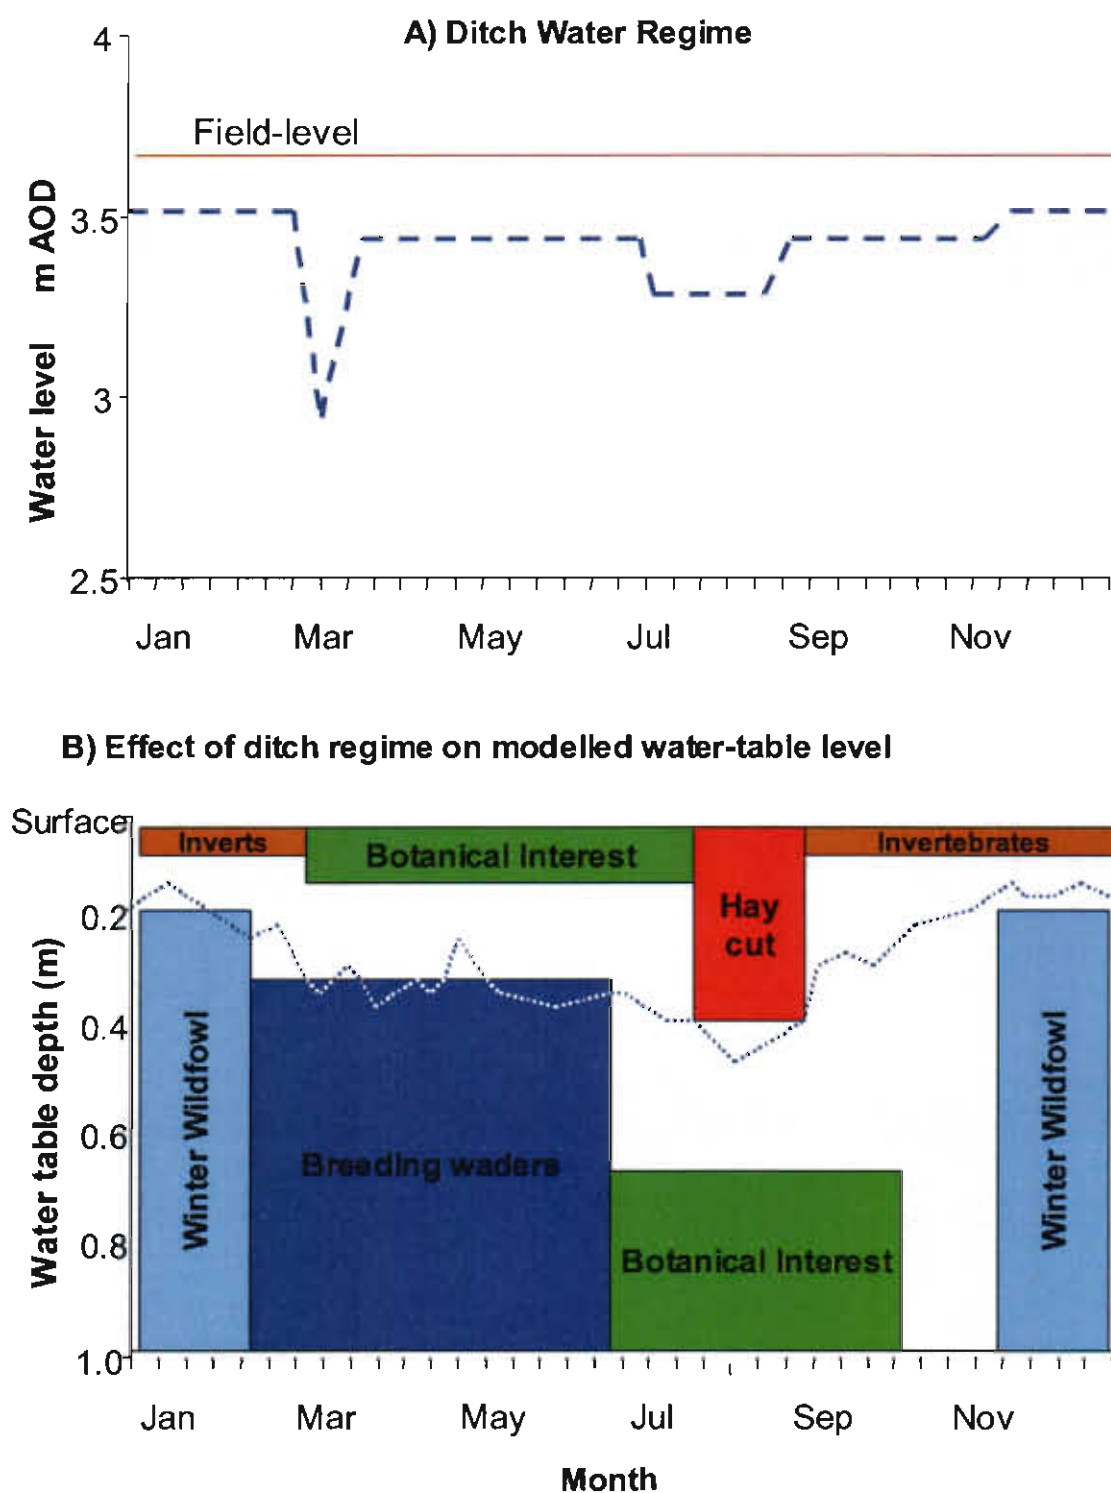 A) Ditch Water Regime
4
Field-level
3.5
3
2.5
Water level m AOD
Jan Mar May Jul Sep Nov
B) Effect of ditch regime on modelled water-table level
Surface
Inverts
Botanical Interest
Invertebrates
Hay
cut
0.2
0.4
0.6
0.8
1.0
Water table depth (m)
Winter Wildfowl
Breeding waders
Botanical Interest
Winter Wildfowl
Jan Mar May Jul Sep Nov
Month